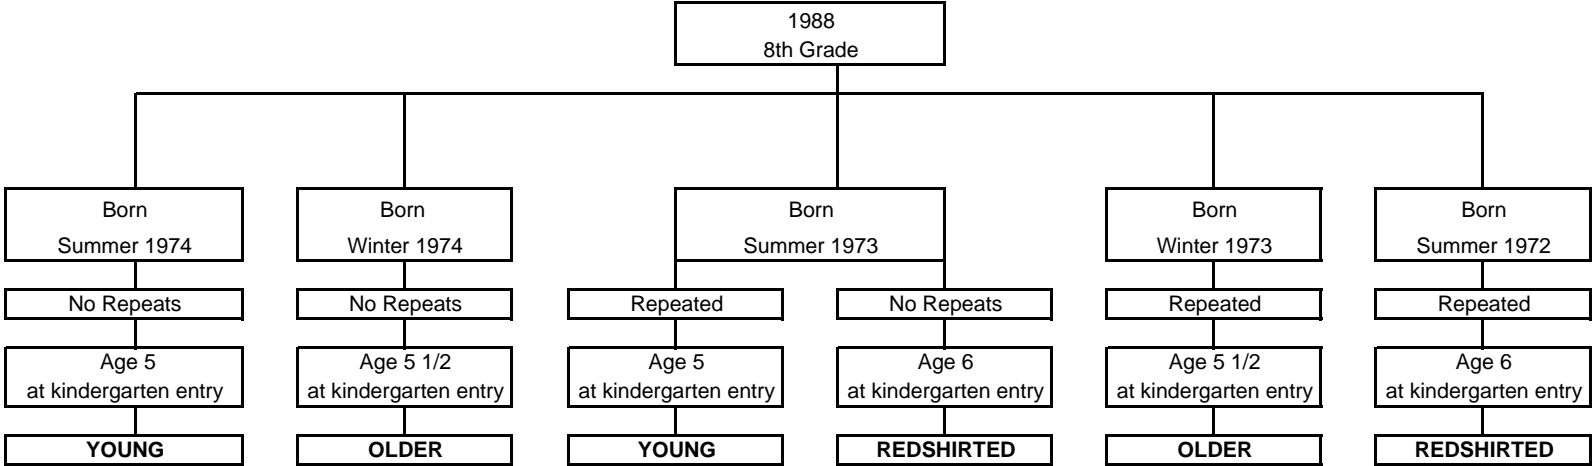 1988
8th Grade
Born
Summer 1974
Born
Winter 1974
Born
Summer 1973
Born
Winter 1973
Born
Summer 1972
No Repeats
No Repeats
Repeated
No Repeats
Repeated
Repeated
Age 5
at kindergarten entry
Age 5 1/2
at kindergarten entry
Age 5
at kindergarten entry
Age 6
at kindergarten entry
Age 5 1/2
at kindergarten entry
Age 6
at kindergarten entry
YOUNG
OLDER
YOUNG
REDSHIRTED
OLDER
REDSHIRTED